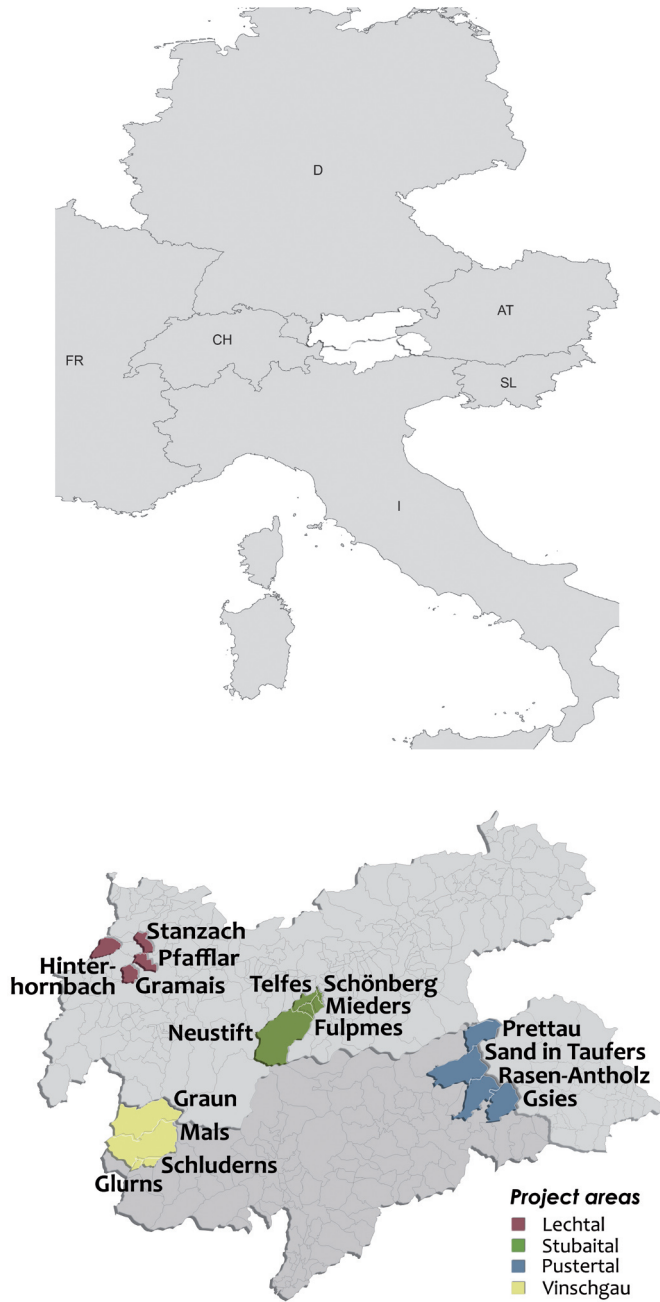 D
AT
CH
FR
SL
I
Stanzach
Hinter-
hornbach
Pfafflar
Gramais
Telfes
Schönberg
Mieders
Neustift
Fulpmes
Prettau
Sand in Taufers
Rasen-Antholz
Gsies
Graun
Mals
Schluderns
Glurns
Project areas
Lechtal
Stubaital
Pustertal
Vinschgau